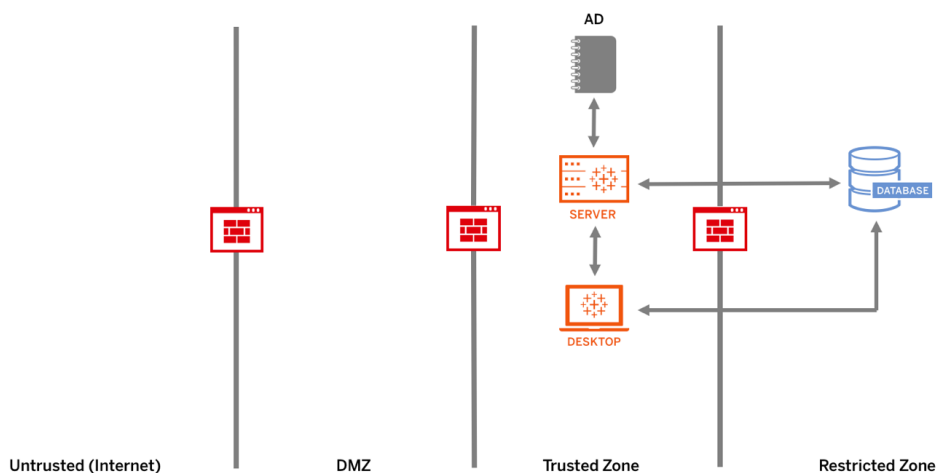 AD
SERVER
DATABASE
DESKTOP
Untrusted (Internet)
DMZ
Trusted Zone
Restricted Zone